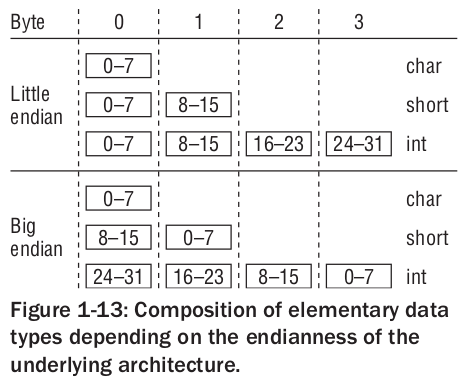 Byte 0 1 2 3
0–7 char
Little endian 0–7 8–15 short
0–7 8–15 16–23 24–31 int
0–7 char
Big endian 8–15 0–7 short
24–31 16–23 8–15 0–7 int
Figure 1-13: Composition of elementary data
types depending on the endianness of the
underlying architecture.